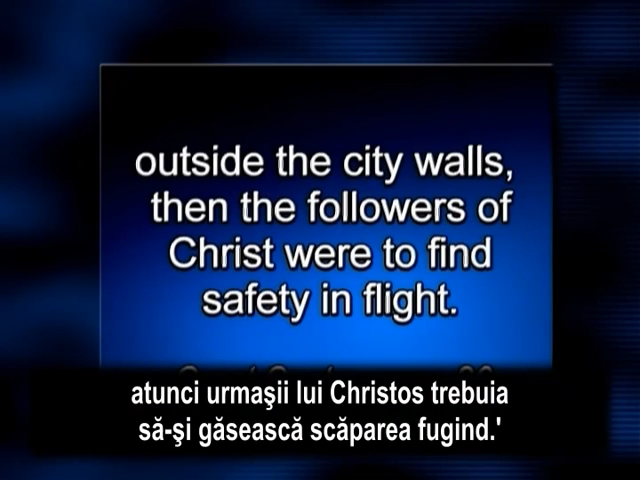 outside the city walls,
then the followers of
Christ were to find
safety in flight.
atunci urmaşii lui Christos trebuia
să-şi găsească scăparea fugind.'